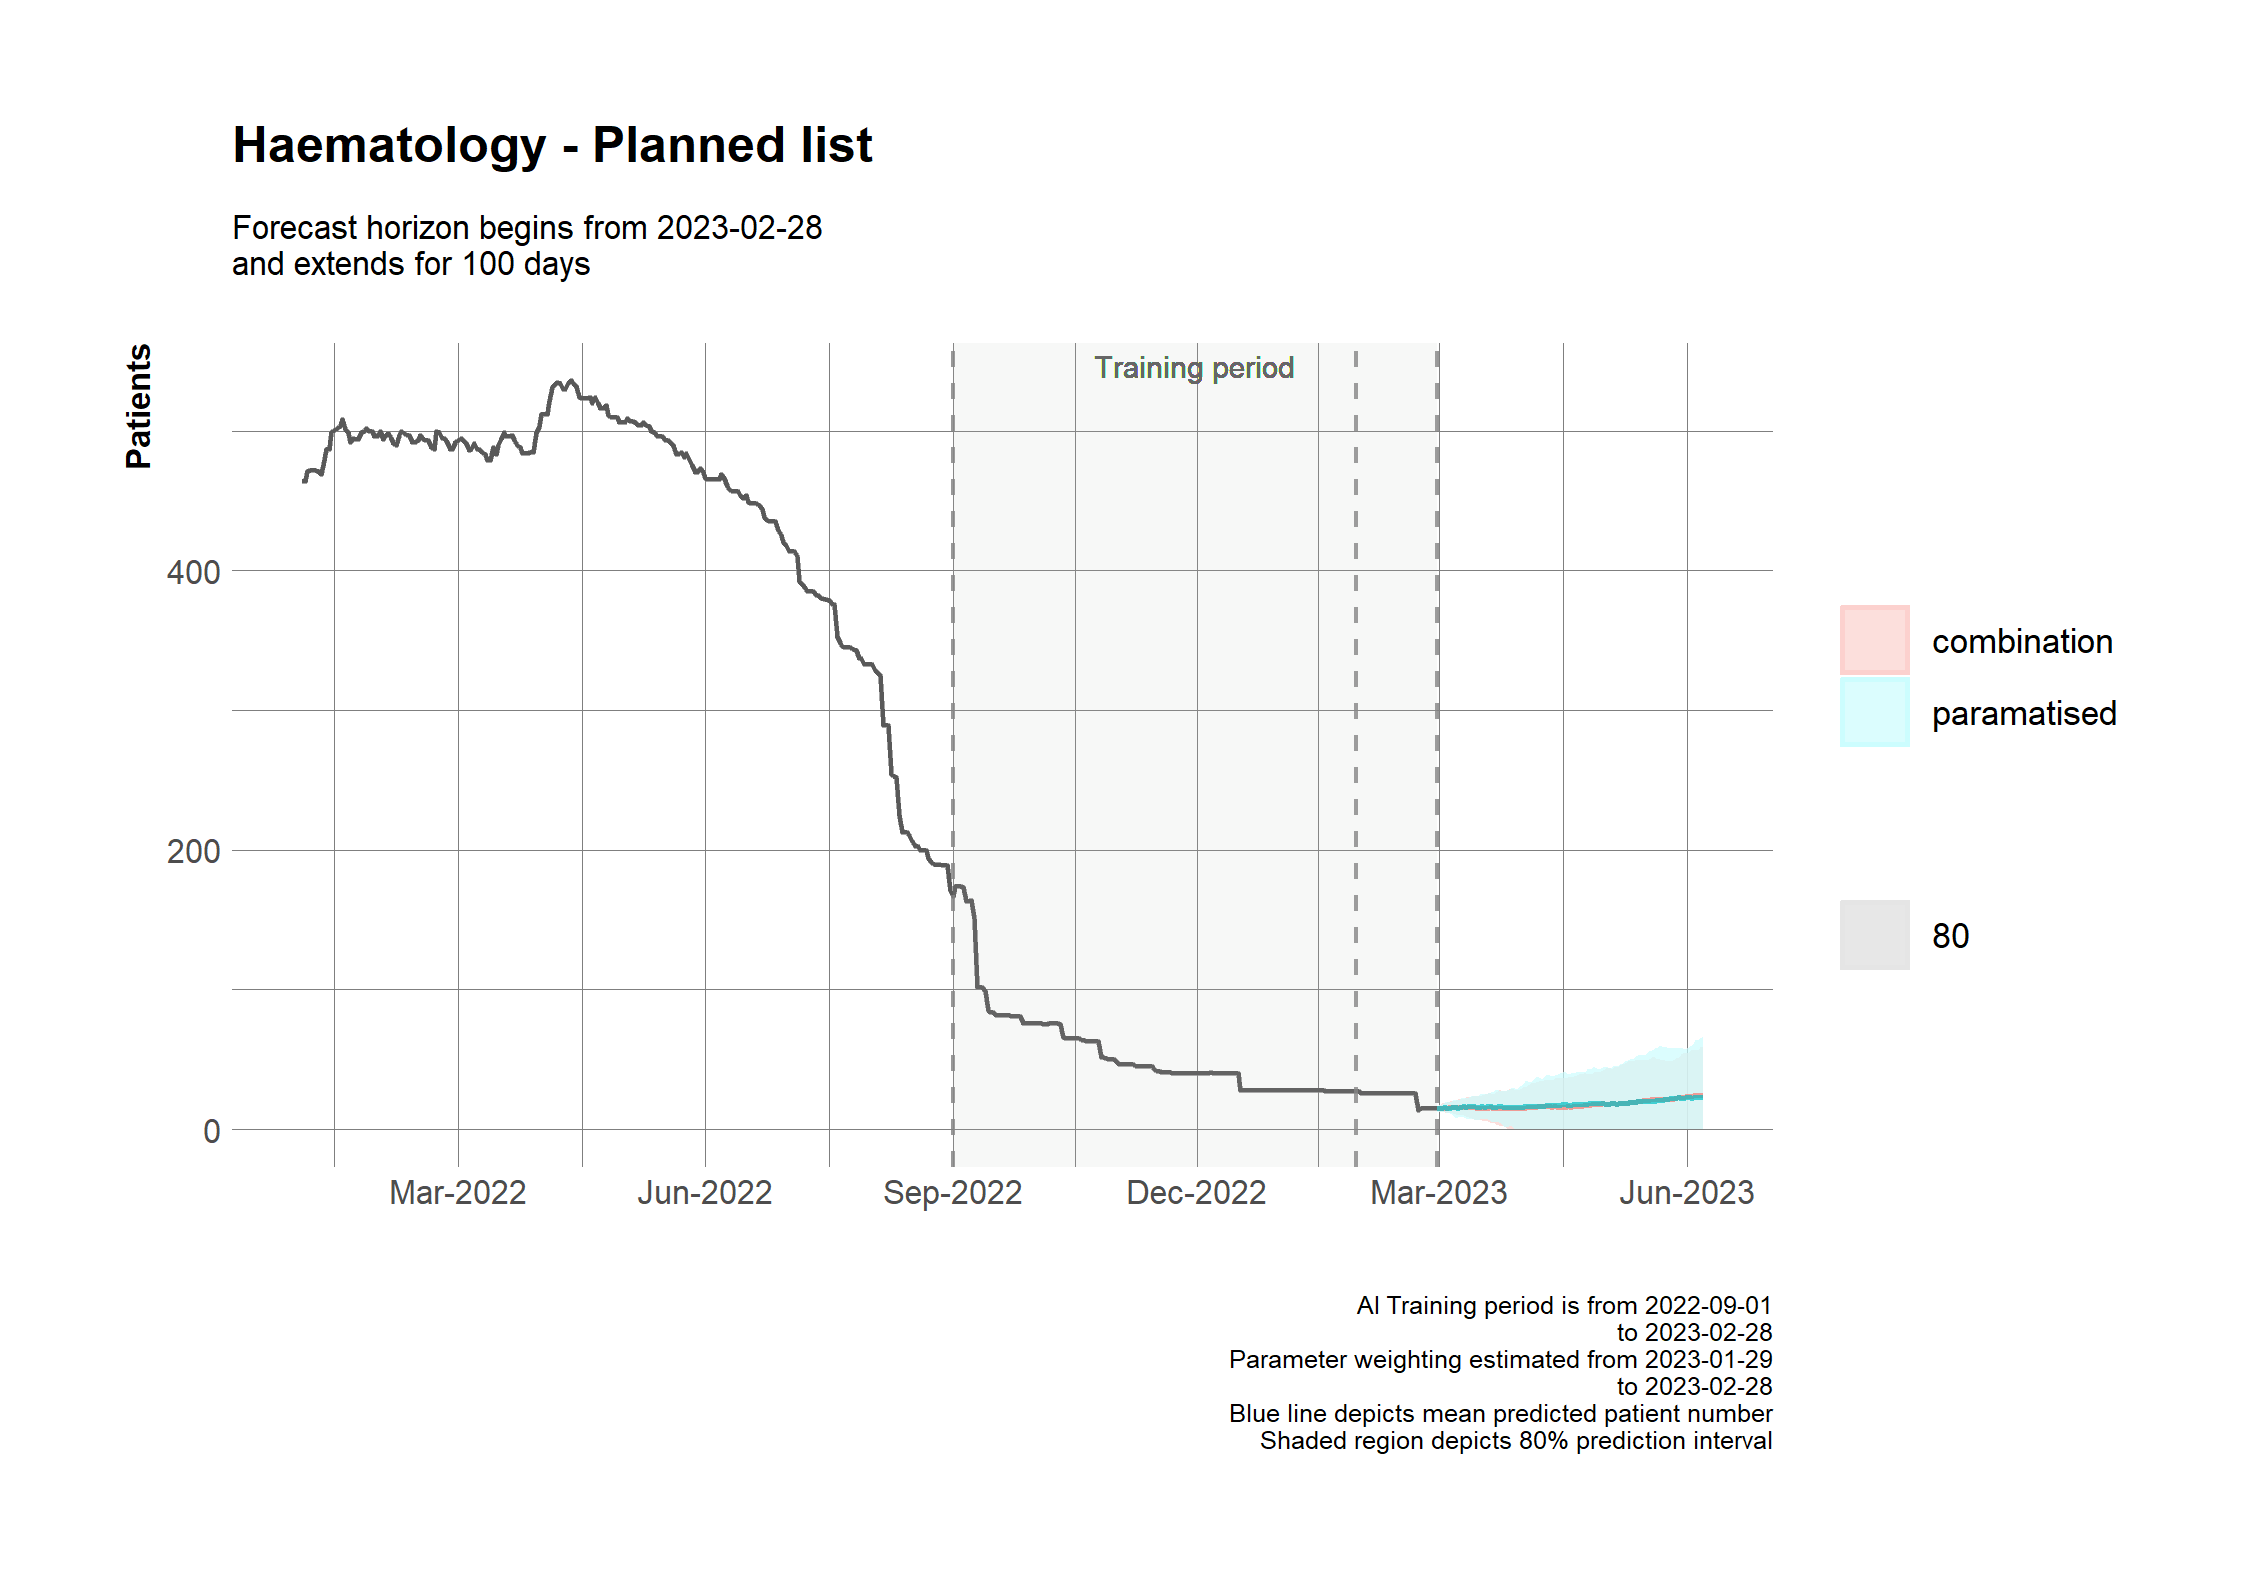 Haematology - Planned list
Forecast horizon begins from 2023-02-28
and extends for 100 days
Patients
Training period
400
200
0
Mar-2022
Jun-2022
Sep-2022
Dec-2022
Mar-2023
Jun-2023
combination
paramatised
80
AI Training period is from 2022-09-01
to 2023-02-28
Parameter weighting estimated from 2023-01-29
to 2023-02-28
Blue line depicts mean predicted patient number
Shaded region depicts 80% prediction interval